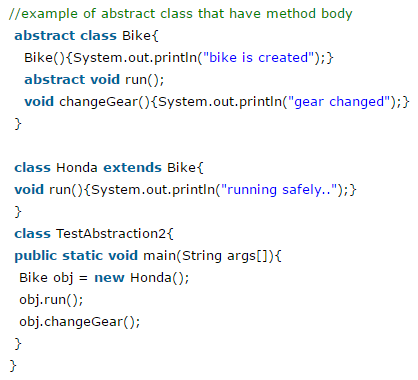 //example of abstract class that have method body
abstract class Bike{
Bike(){System.out.println("bike is created");}
abstract void run();
void changeGear(){System.out.println("gear changed");}
}
class Honda extends Bike{
void run(){System.out.println("running safely..");}
}
class TestAbstraction2{
public static void main(String args[]){
Bike obj = new Honda();
obj.run();
obj.changeGear();
}
}